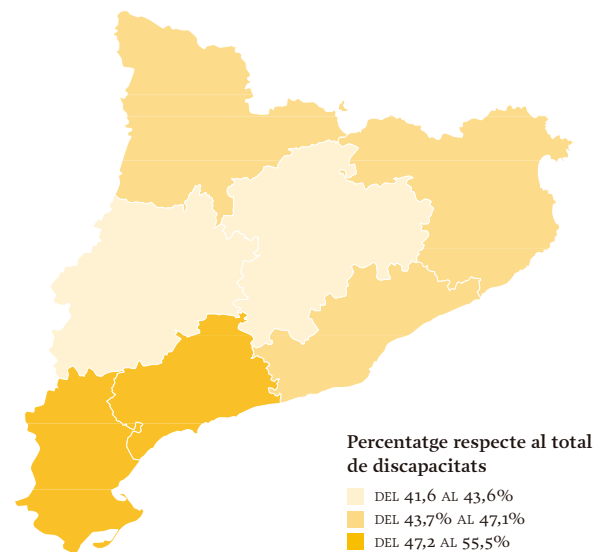 Percentatge respecte al total
de discapacitats
DEL 41,6 AL 43,6%
DEL 43,7% AL 47,1%
DEL 47,2 AL 55,5%